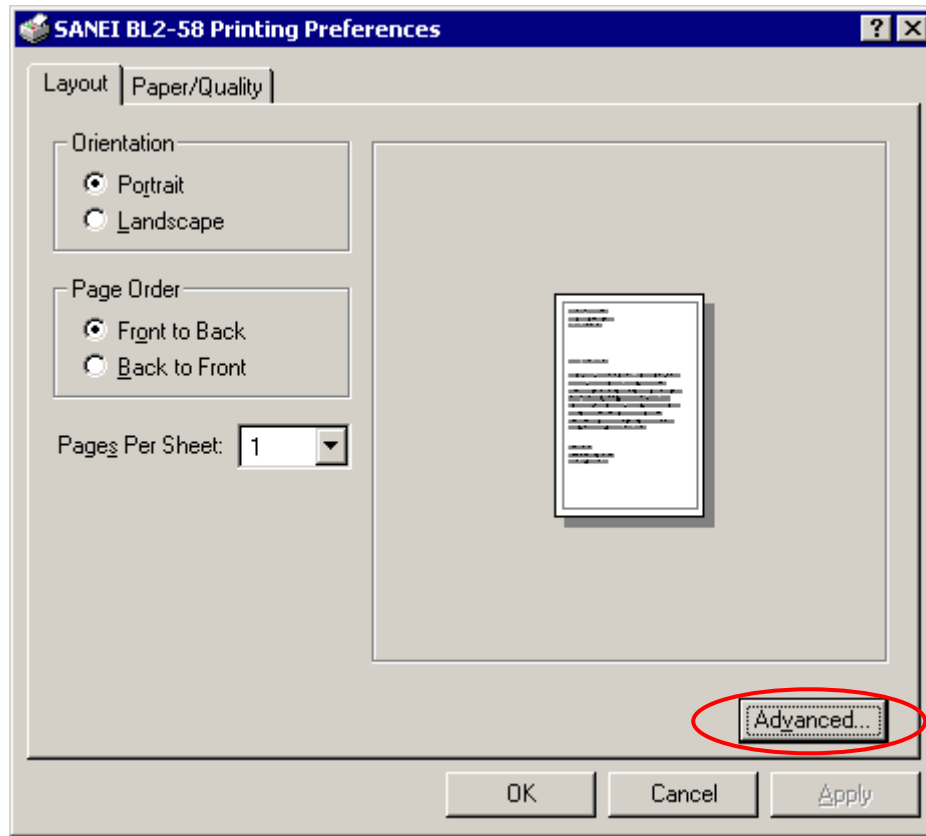 SANEI BL2-58 Printing Preferences
Layout
Paper/Quality
Orientation
Portrait
Landscape
Page Order
Front to Back
Back to Front
Pages Per Sheet: 1
Advanced...
OK
Cancel
Apply